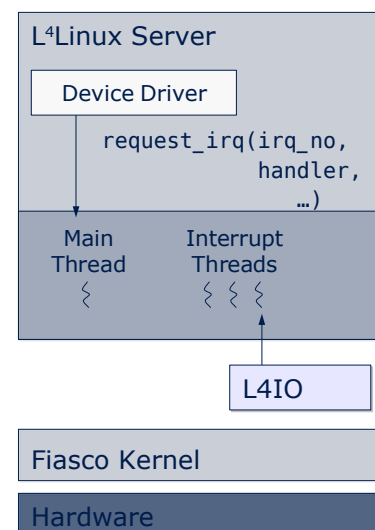 L⁴Linux Server
Device Driver
request_irq(irq_no,
handler,
…)
Main
Thread
Interrupt
Threads
L4IO
Fiasco Kernel
Hardware